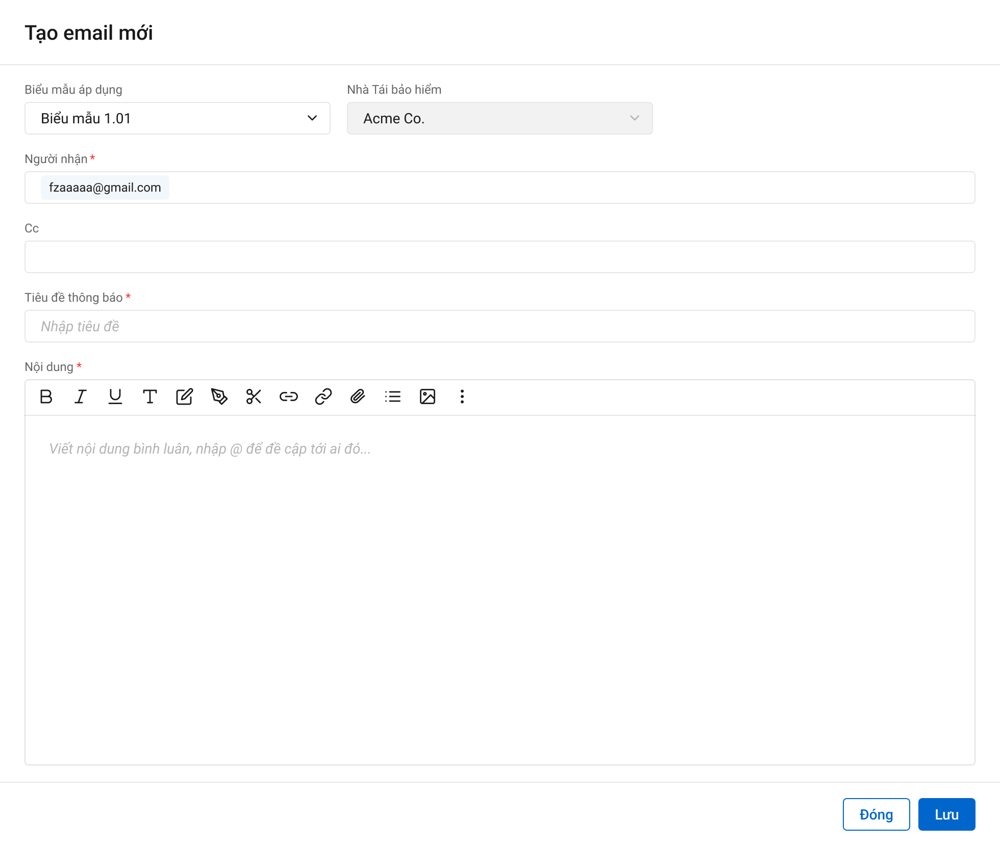 Tạo email mới
Biểu mẫu áp dụng
Nhà Tái bảo hiểm
Biểu mẫu 1.01
Acme Co.
Người nhận *
fzaaaaa@gmail.com
Cc
Tiêu đề thông báo *
Nhập tiêu đề
Nội dung *
Viết nội dung bình luân, nhập @ để đề cập tới ai đó...
Đóng
Lưu